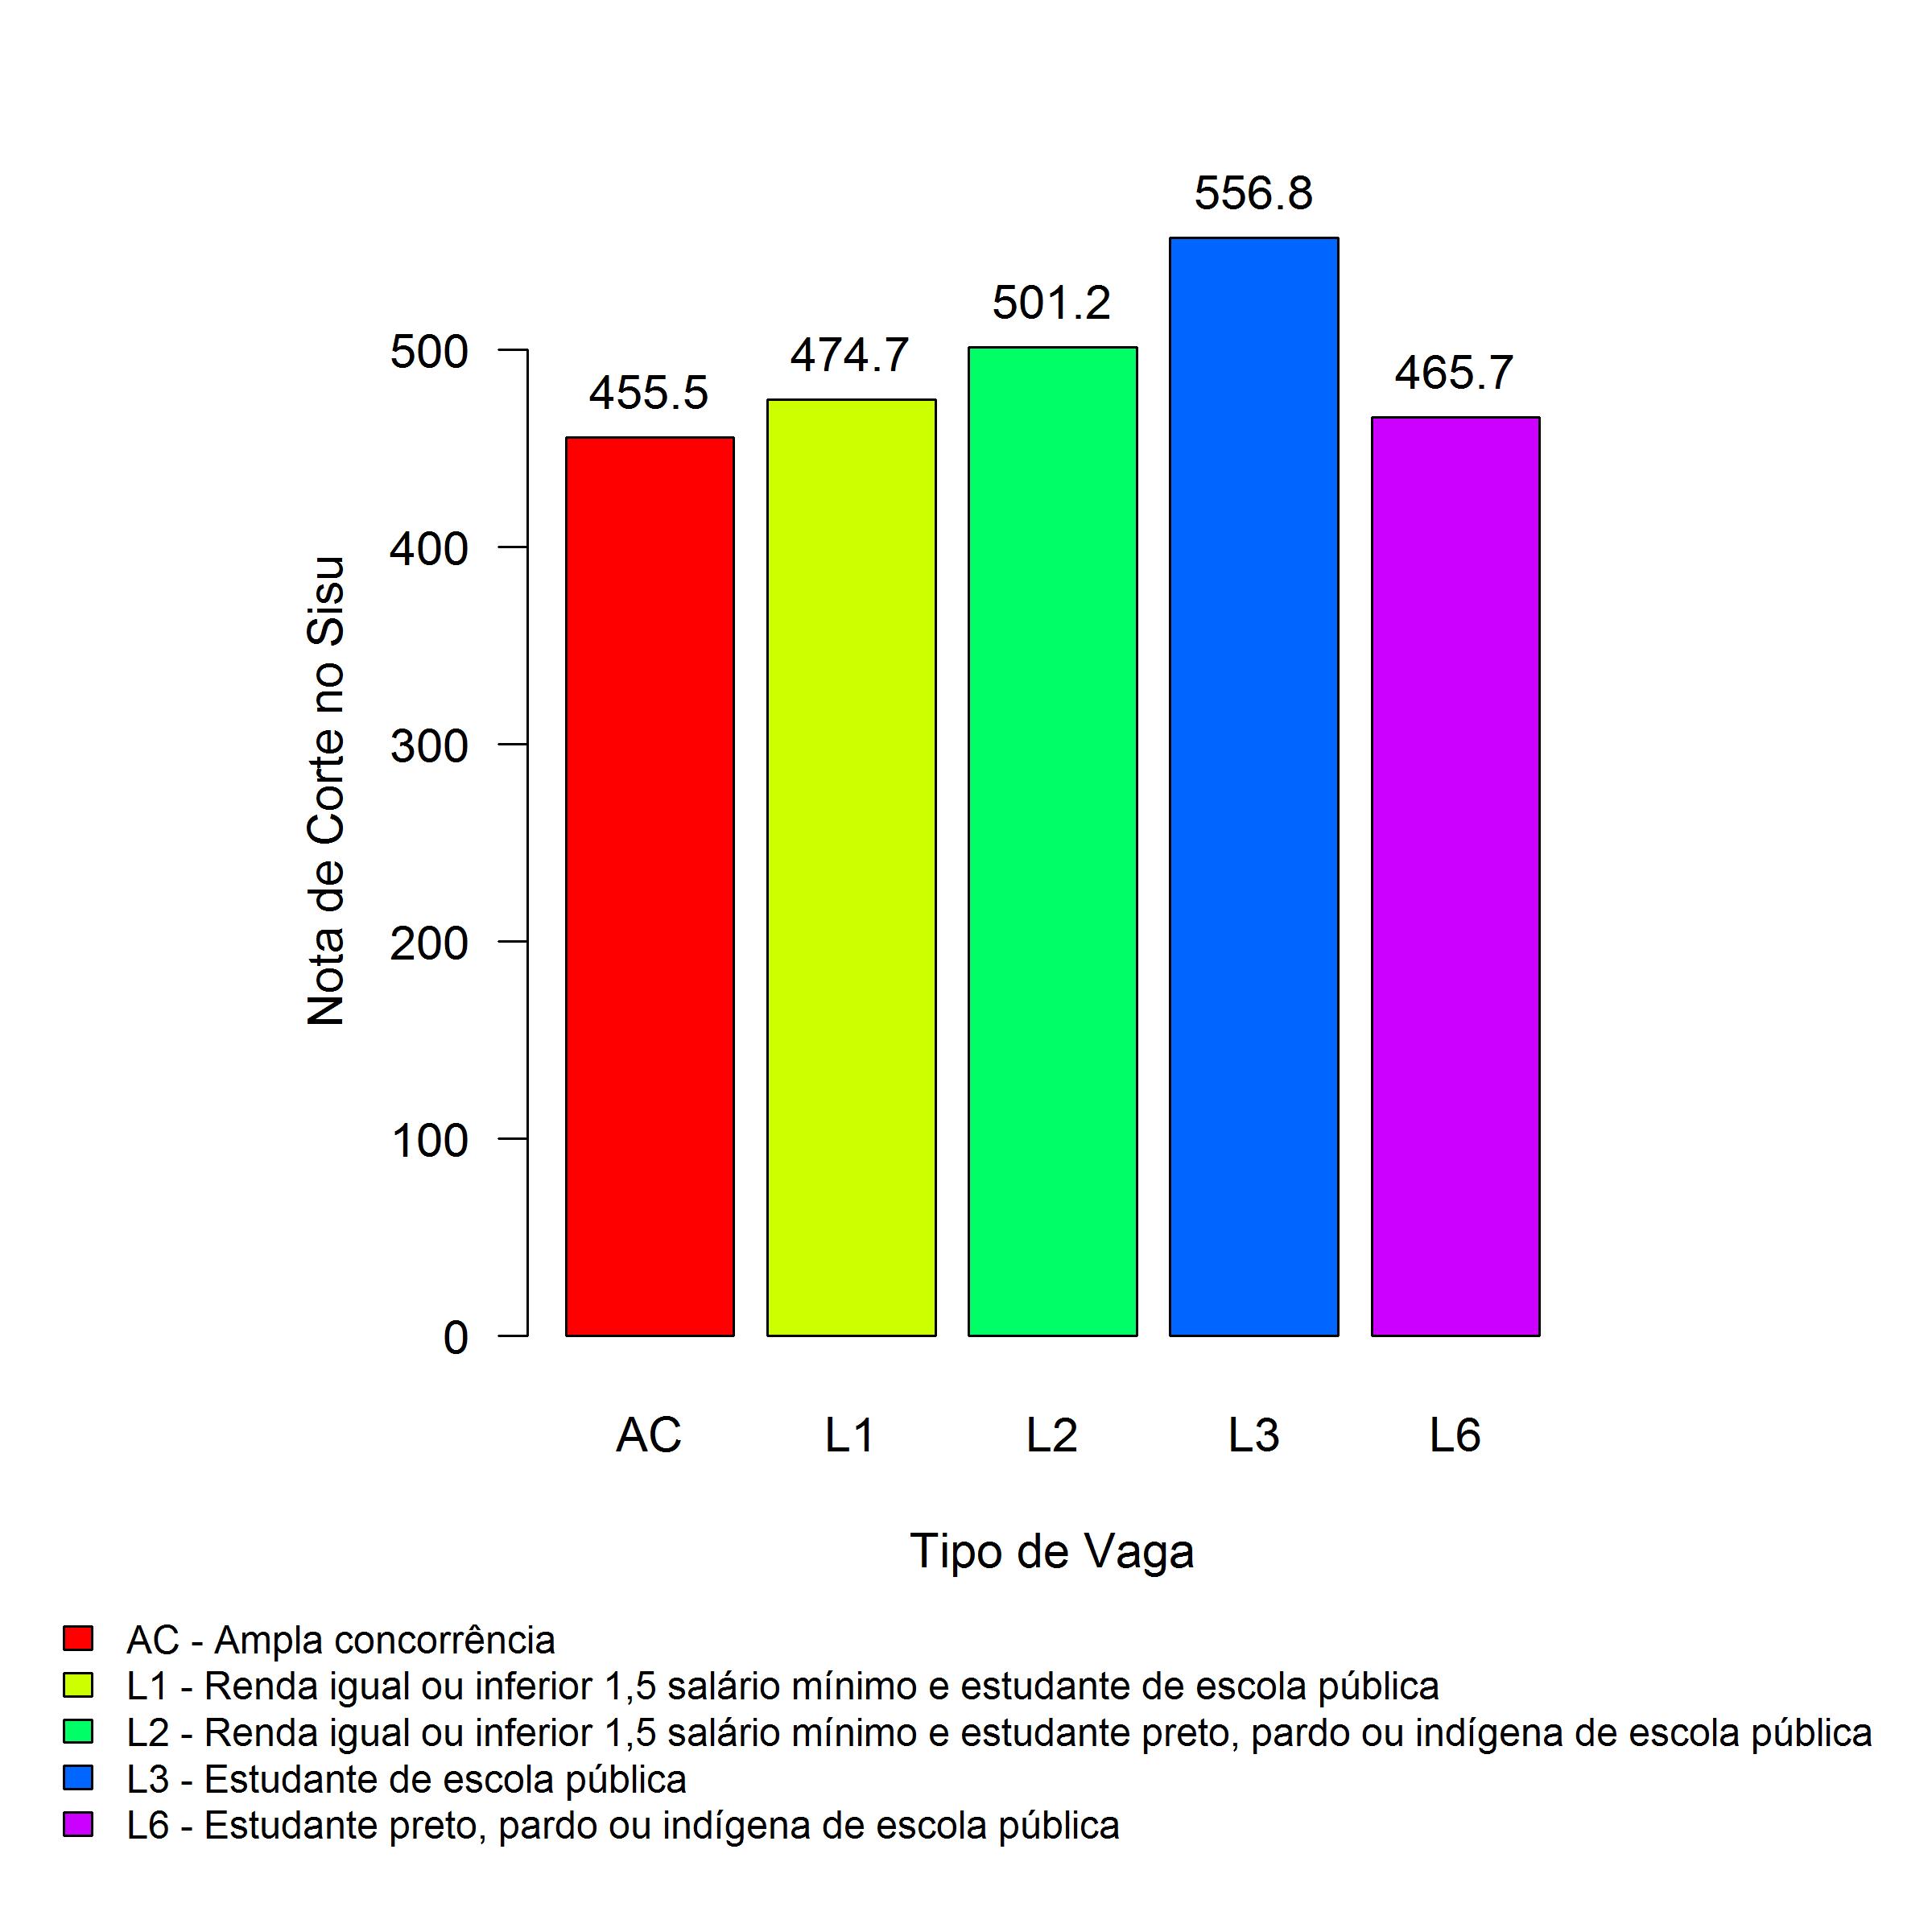 556.8
501.2
474.7
465.7
455.5
500
400
300
200
100
0
Nota de Corte no Sisu
AC L1 L2 L3 L6
Tipo de Vaga
AC - Ampla concorrência
L1 - Renda igual ou inferior 1,5 salário mínimo e estudante de escola pública
L2 - Renda igual ou inferior 1,5 salário mínimo e estudante preto, pardo ou indígena de escola pública
L3 - Estudante de escola pública
L6 - Estudante preto, pardo ou indígena de escola pública